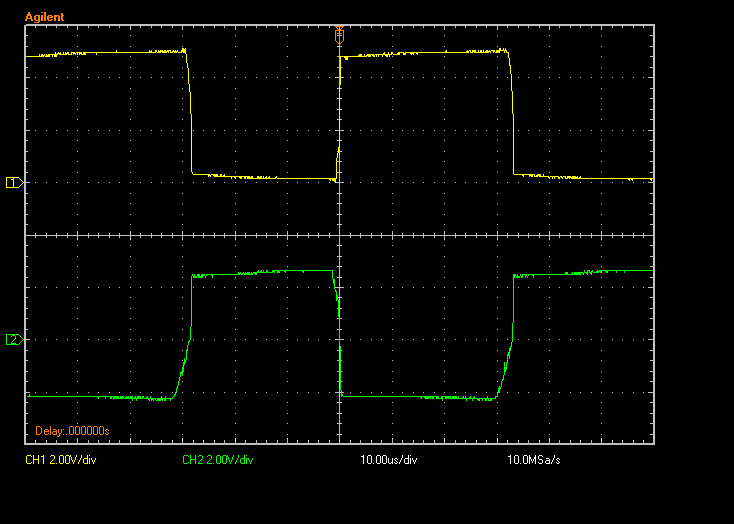 Agilent
1
2
Delay:.000000s
CH1 2.00V/div CH2 2.00V/div 10.00us/div 10.0MSa/s